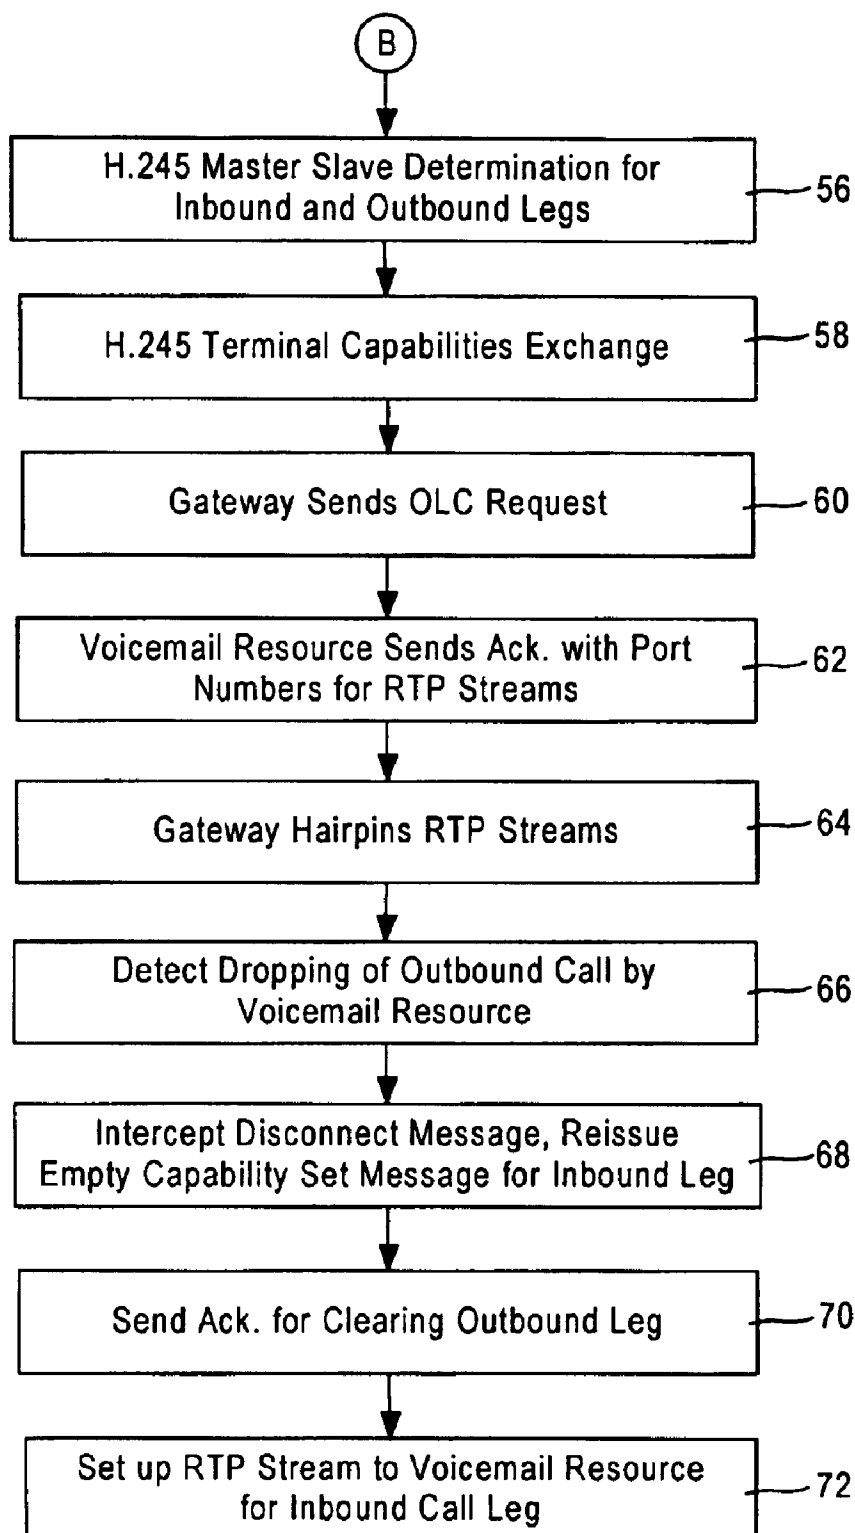 B
H.245 Master Slave Determination for
Inbound and Outbound Legs
56
H.245 Terminal Capabilities Exchange
58
Gateway Sends OLC Request
60
Voicemail Resource Sends Ack. with Port
Numbers for RTP Streams
62
Gateway Hairpins RTP Streams
64
Detect Dropping of Outbound Call by
Voicemail Resource
66
Intercept Disconnect Message, Reissue
Empty Capability Set Message for Inbound Leg
68
Send Ack. for Clearing Outbound Leg
70
Set up RTP Stream to Voicemail Resource
for Inbound Call Leg
72